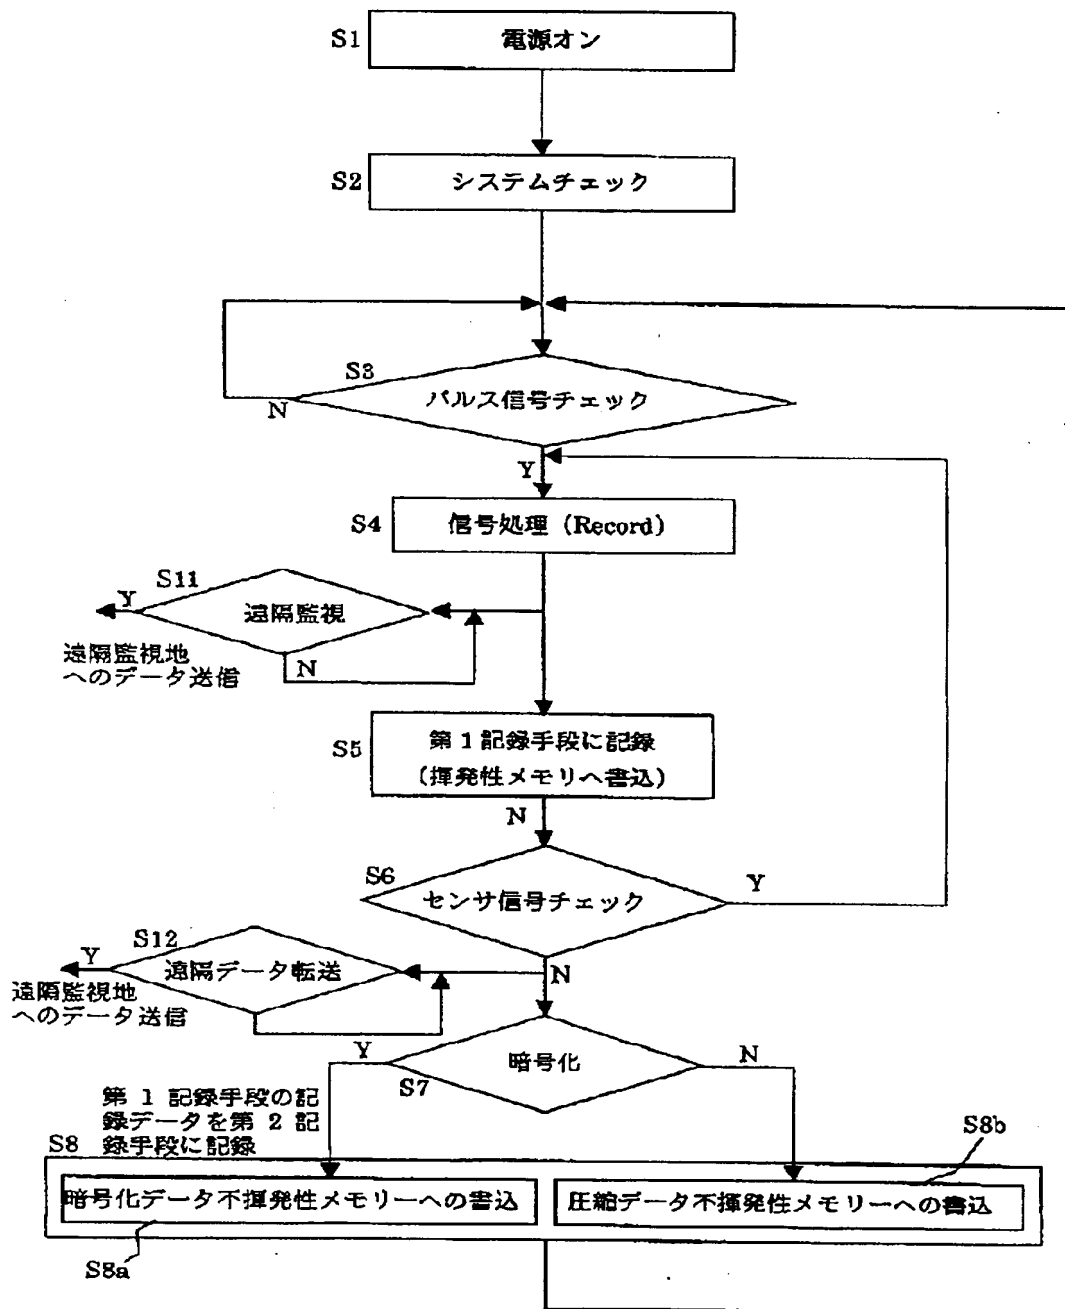 S1 電源オン
S2 システムチェック
S3
パルス信号チェック
N
Y
S4 信号処理（Record）
S11
Y 遠隔監視
遠隔監視地
へのデータ送信
N
S5 第１記録手段に記録
（揮発性メモリへ書込）
N
S6
センサ信号チェック
Y
S12
Y 遠隔データ転送
N
遠隔監視地
へのデータ送信
Y
暗号化
N
S7
第 1 記録手段の記
録データを第 2 記
S8 録手段に記録
S8b
暗号化データ不揮発性メモリーへの書込
圧縮データ不揮発性メモリーへの書込
S8a